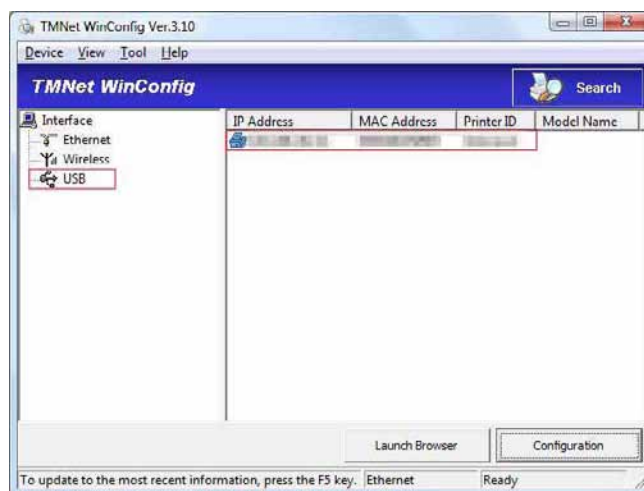 TMNet WinConfig Ver.3.10
Device View Tool Help
TMNet WinConfig
Search
Interface
Ethernet
Wireless
USB
IP Address MAC Address Printer ID Model Name
Launch Browser Configuration
To update to the most recent information, press the F5 key. Ethernet Ready